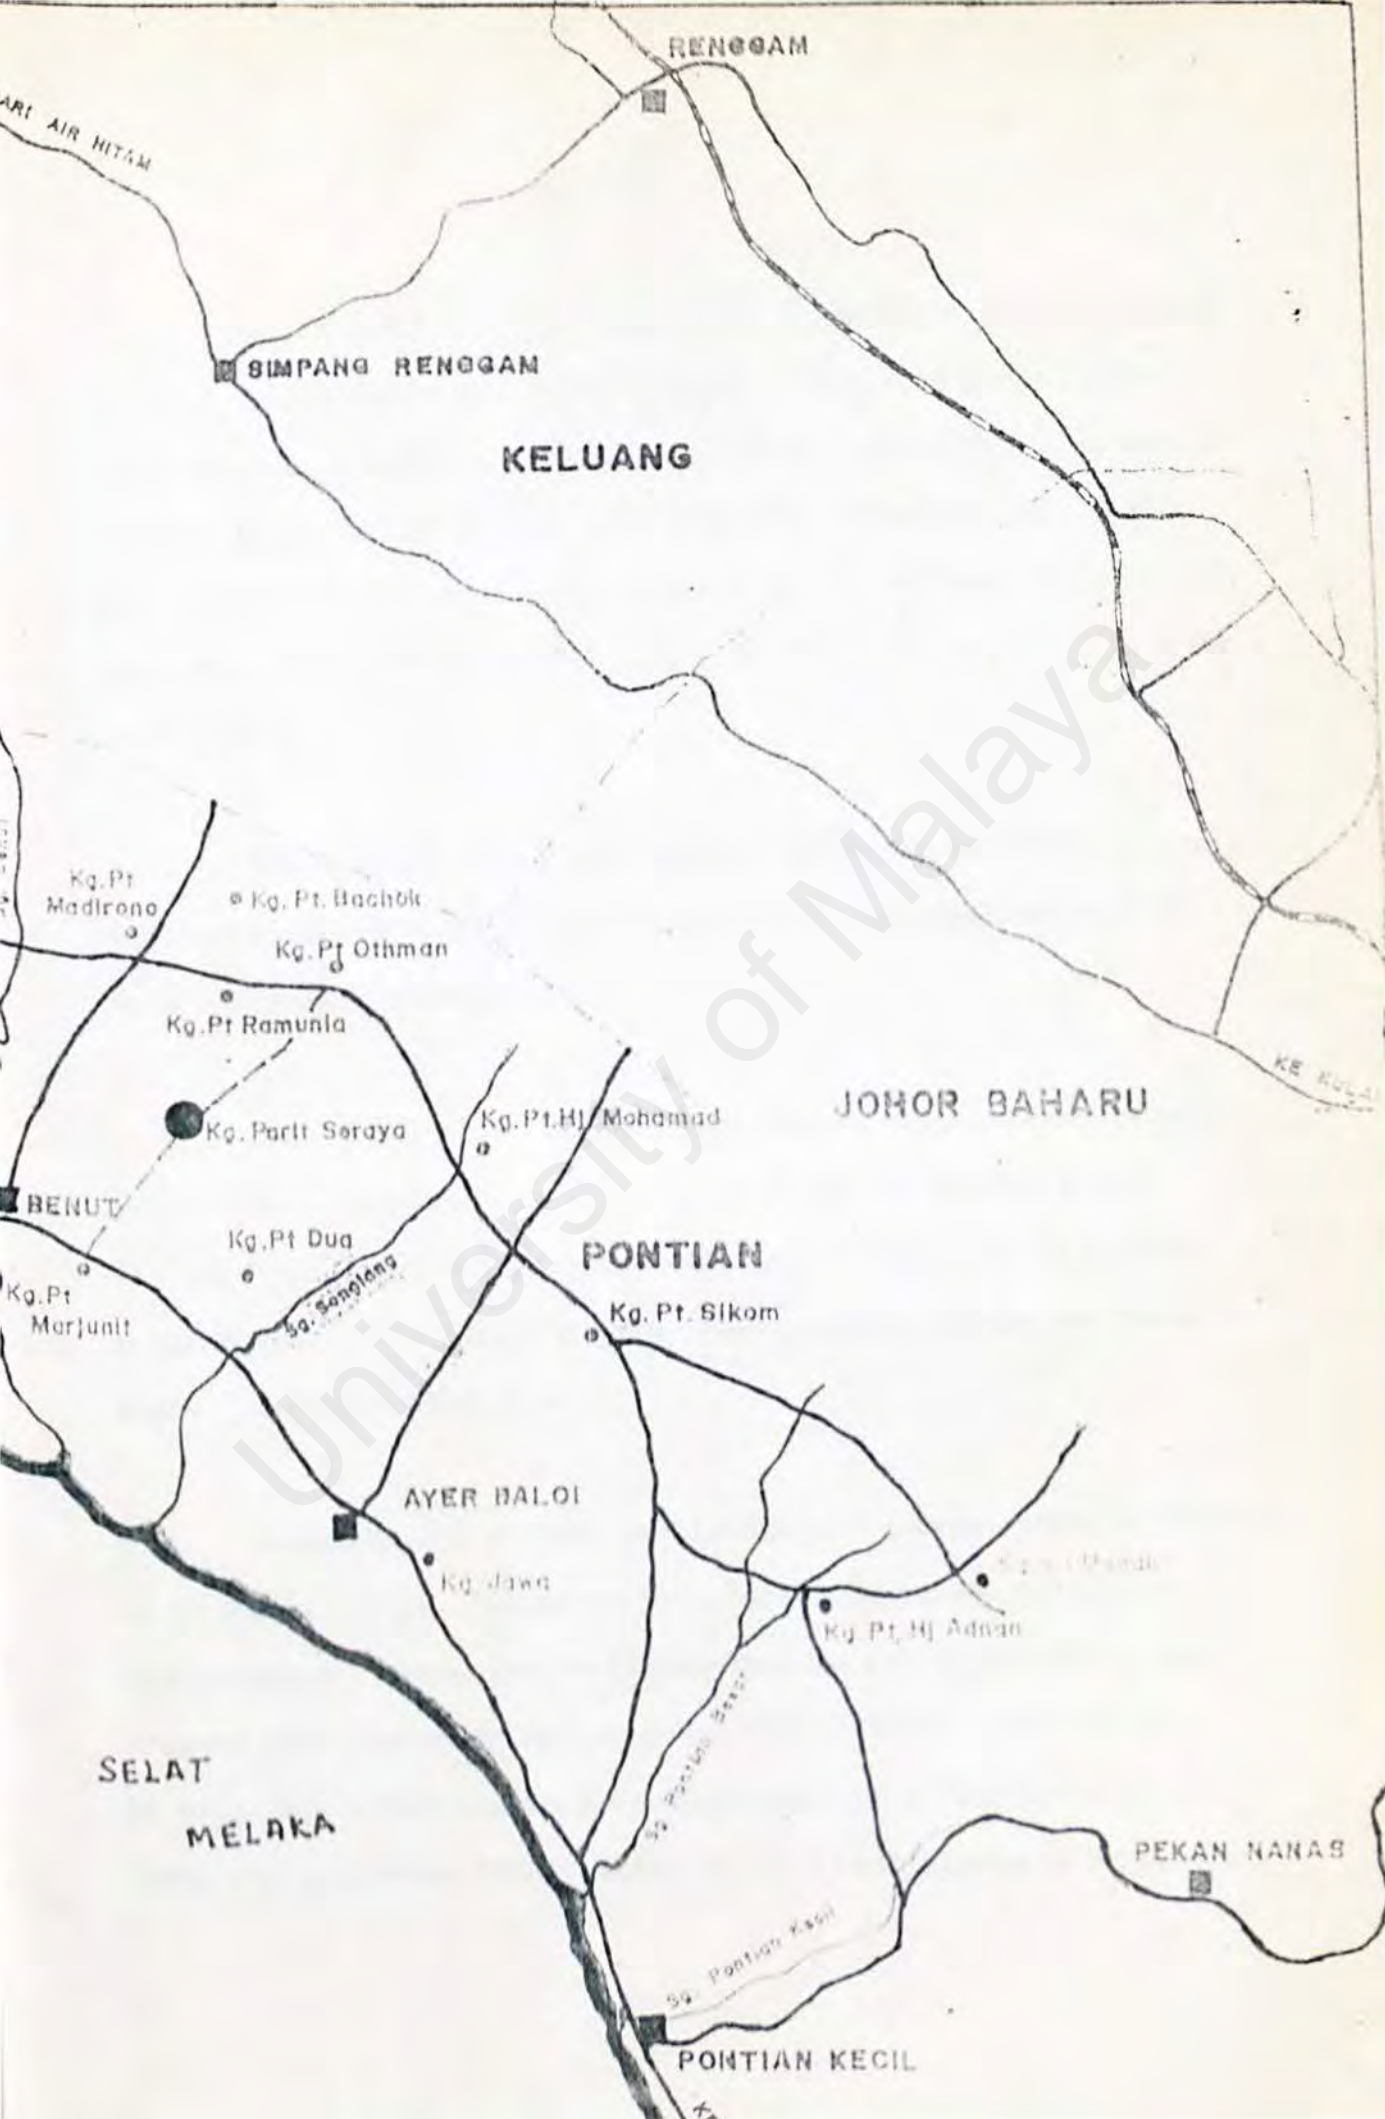 RENGGAM
AIR HITAM
SIMPANG RENGGAM
KELUANG
Kg.Pt
Madirono
Kg. Pt. Bachok
Kg.Pt Othman
Kg.Pt Ramunia
JOHOR BAHARU
KE
Kg.Pt.Hj Mohamad
Kg. Parit Soraya
BENUT
Kg.Pt Dua
PONTIAN
Sg. Sanglang
Kg.Pt
Marjunit
Kg. Pt. Sikom
AYER BALOI
Kg. Jawa
Kg. Pt. Hj Adnan
Sg. Pontian Besar
SELAT
MELAKA
PEKAN NANAS
Sg. Pontian Kecil
PONTIAN KECIL
University of Malaya